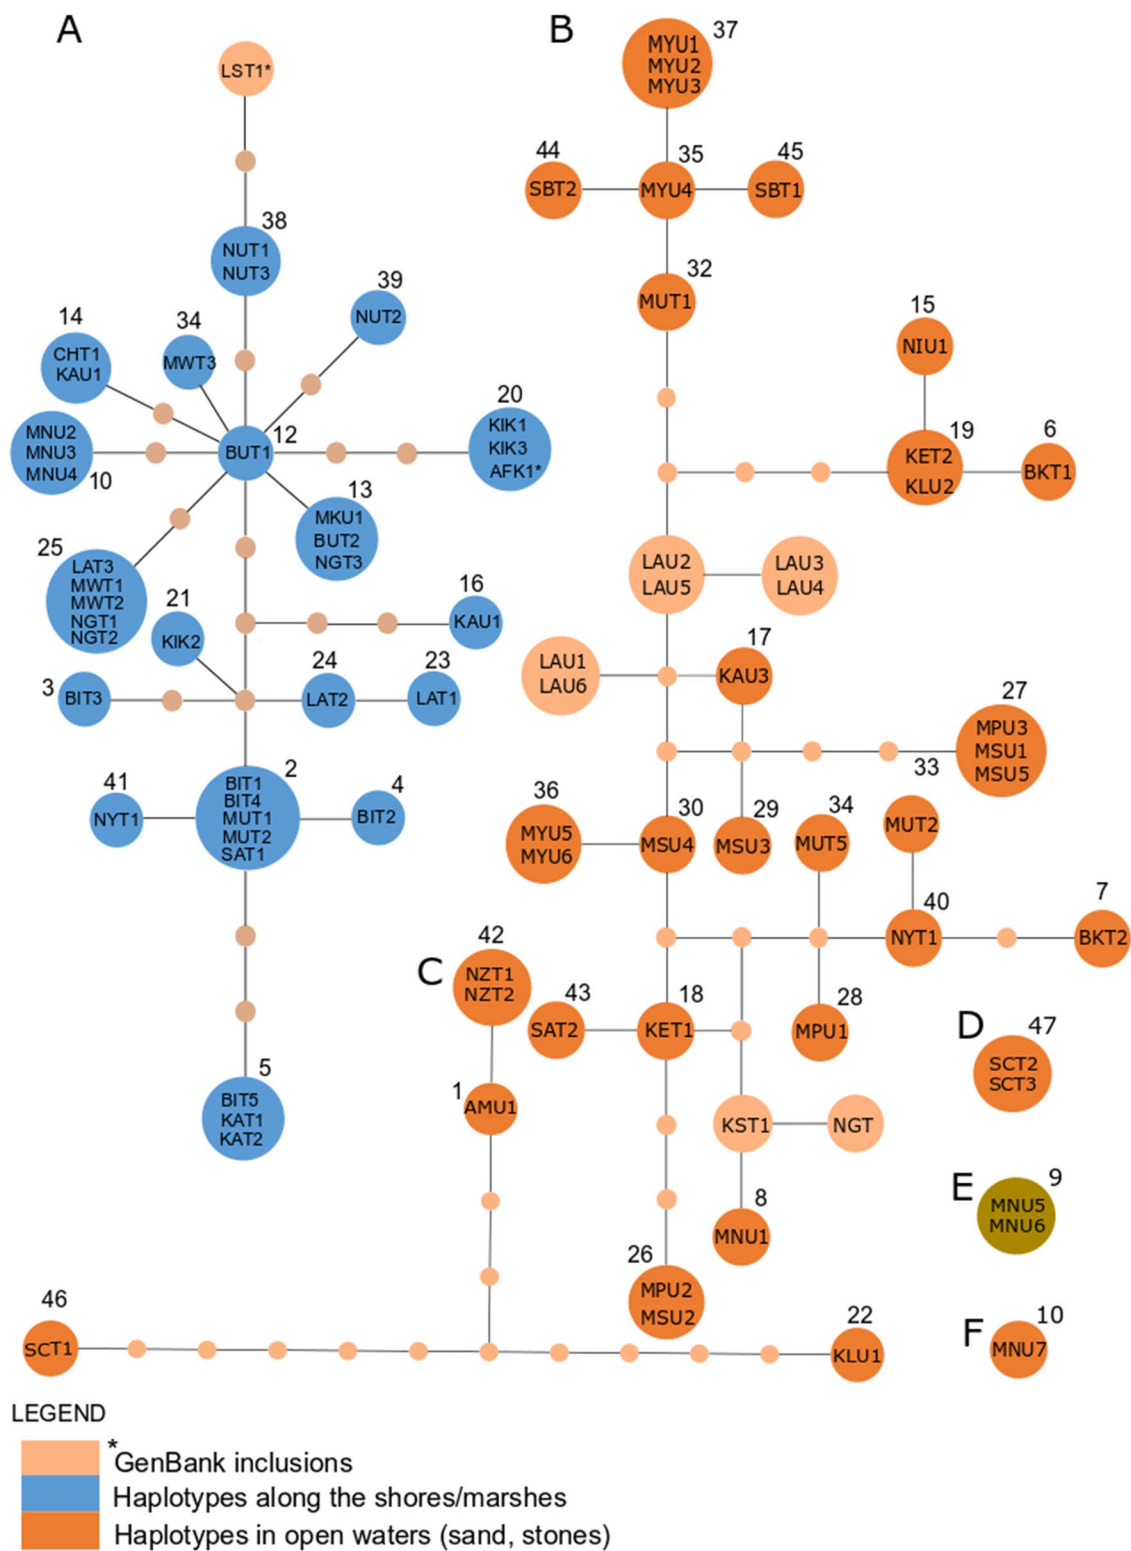 A
LST1*
38
NUT1
NUT3
39
NUT2
14
CHT1
KAU1
34
MWT3
20
KIK1
KIK3
AFK1*
MNU2
MNU3
MNU4
10
12
BUT1
13
MKU1
BUT2
NGT3
25
LAT3
MWT1
MWT2
NGT1
NGT2
16
KAU1
21
KIK2
3
BIT3
24
LAT2
23
LAT1
41
NYT1
2
BIT1
BIT4
MUT1
MUT2
SAT1
4
BIT2
5
BIT5
KAT1
KAT2
B
37
MYU1
MYU2
MYU3
44
SBT2
35
MYU4
45
SBT1
32
MUT1
15
NIU1
19
KET2
KLU2
6
BKT1
LAU2
LAU5
LAU3
LAU4
LAU1
LAU6
17
KAU3
27
MPU3
MSU1
MSU5
33
36
MYU5
MYU6
30
MSU4
29
MSU3
34
MUT5
MUT2
40
NYT1
7
BKT2
43
SAT2
18
KET1
28
MPU1
KST1
NGT
8
MNU1
26
MPU2
MSU2
C
42
NZT1
NZT2
1
AMU1
46
SCT1
22
KLU1
D
47
SCT2
SCT3
E
9
MNU5
MNU6
F
10
MNU7
LEGEND
*
GenBank inclusions
Haplotypes along the shores/marshes
Haplotypes in open waters (sand, stones)